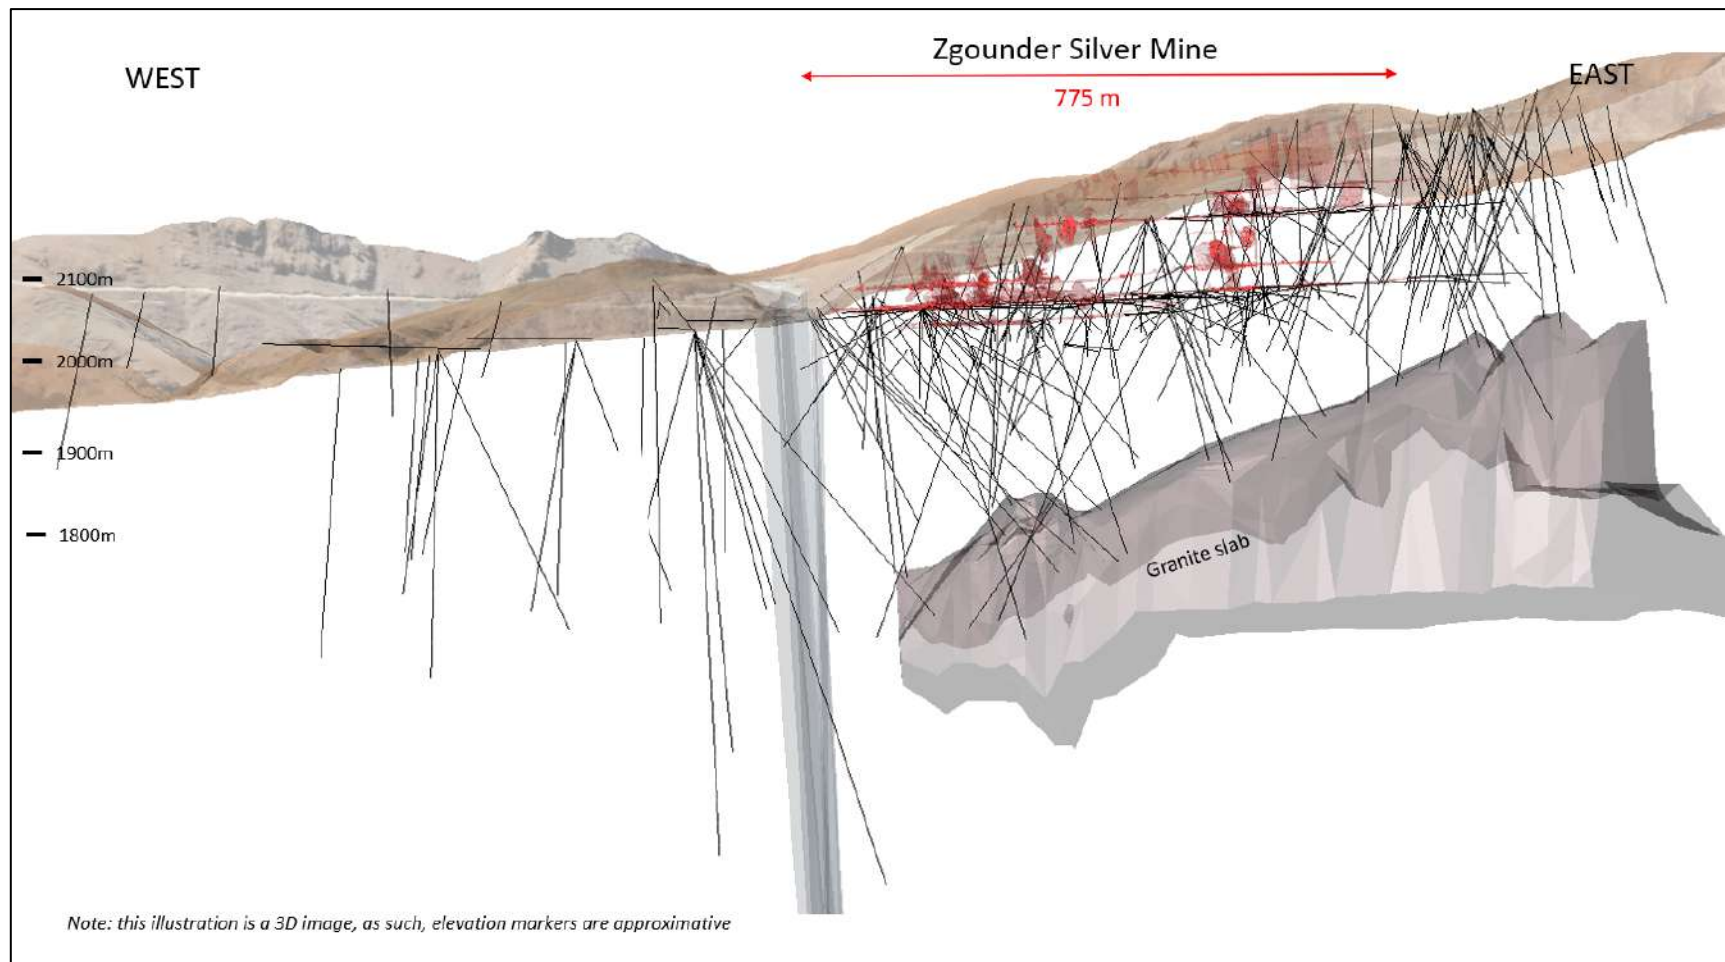 Zgounder Silver Mine
WEST
EAST
775 m
2100m
2000m
1900m
1800m
Granite slab
Note: this illustration is a 3D image, as such, elevation markers are approximative